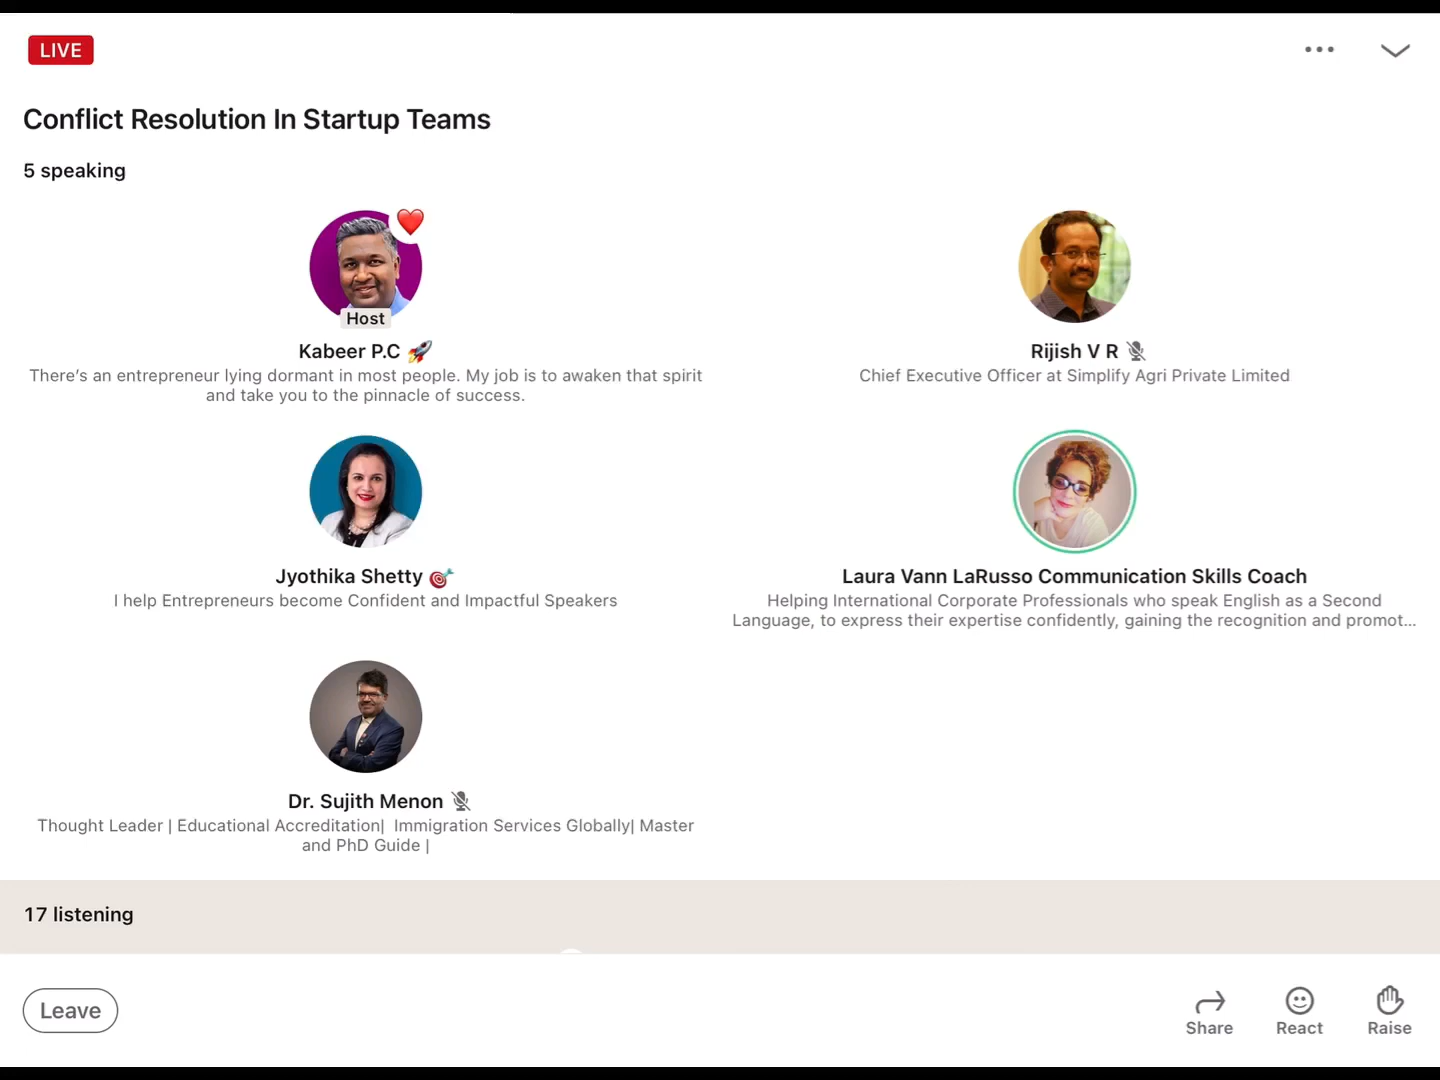 LIVE
Conflict Resolution In Startup Teams
5 speaking
Host
Kabeer P.C 🚀
There's an entrepreneur lying dormant in most people. My job is to awaken that spirit
and take you to the pinnacle of success.
Rijish V R
Chief Executive Officer at Simplify Agri Private Limited
Jyothika Shetty 🎯
I help Entrepreneurs become Confident and Impactful Speakers
Laura Vann LaRusso Communication Skills Coach
Helping International Corporate Professionals who speak English as a Second
Language, to express their expertise confidently, gaining the recognition and promot...
Dr. Sujith Menon
Thought Leader | Educational Accreditation|  Immigration Services Globally| Master
and PhD Guide |
17 listening
Leave
Share
React
Raise